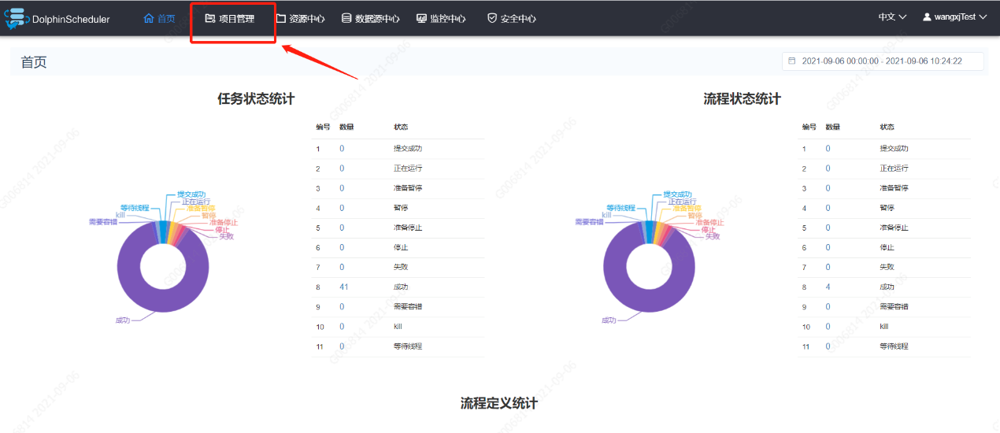 DolphinScheduler 首页 项目管理 资源中心 数据源中心 监控中心 安全中心 中文 wangxjTest
首页 2021-09-06 00:00:00 - 2021-09-06 10:24:22
任务状态统计
编号 数量 状态
1 0 提交成功
2 0 正在运行
3 0 准备暂停
4 0 暂停
5 0 准备停止
6 0 停止
7 0 失败
8 41 成功
9 0 需要容错
10 0 kill
11 0 等待线程
提交成功
正在运行
等待线程
准备暂停
kill
暂停
需要容错
准备停止
停止
失败
成功
流程状态统计
编号 数量 状态
1 0 提交成功
2 0 正在运行
3 0 准备暂停
4 0 暂停
5 0 准备停止
6 0 停止
7 0 失败
8 4 成功
9 0 需要容错
10 0 kill
11 0 等待线程
提交成功
正在运行
等待线程
准备暂停
kill
暂停
需要容错
准备停止
停止
失败
成功
流程定义统计
G006814 2021-09-06